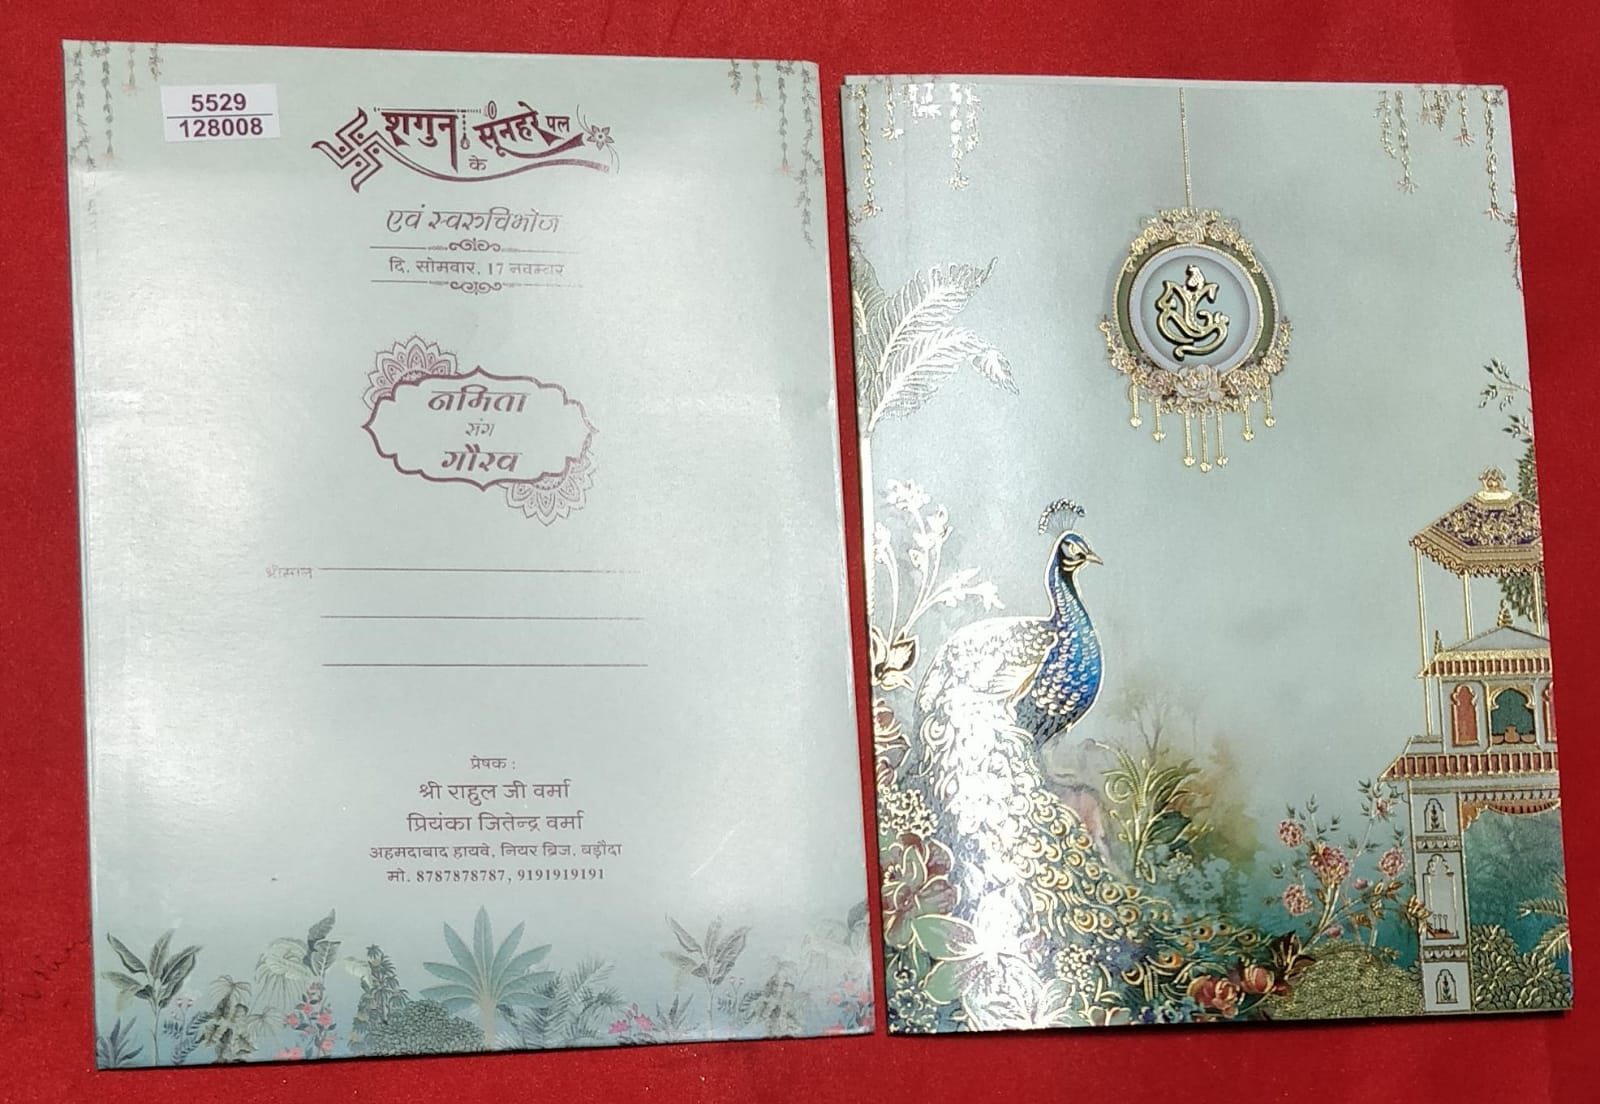 5529
128008
शगुन के सूंनहरे पल
एवं स्वरुचिभोज
दि. सोमवार, 17 नवम्बर
नमिता
संग
गौरव
श्रीमान्
प्रेषक :
श्री राहुल जी वर्मा
प्रियंका जितेन्द्र वर्मा
अहमदाबाद हायवे, नियर ब्रिज, बड़ौदा
मो. 8787878787, 9191919191